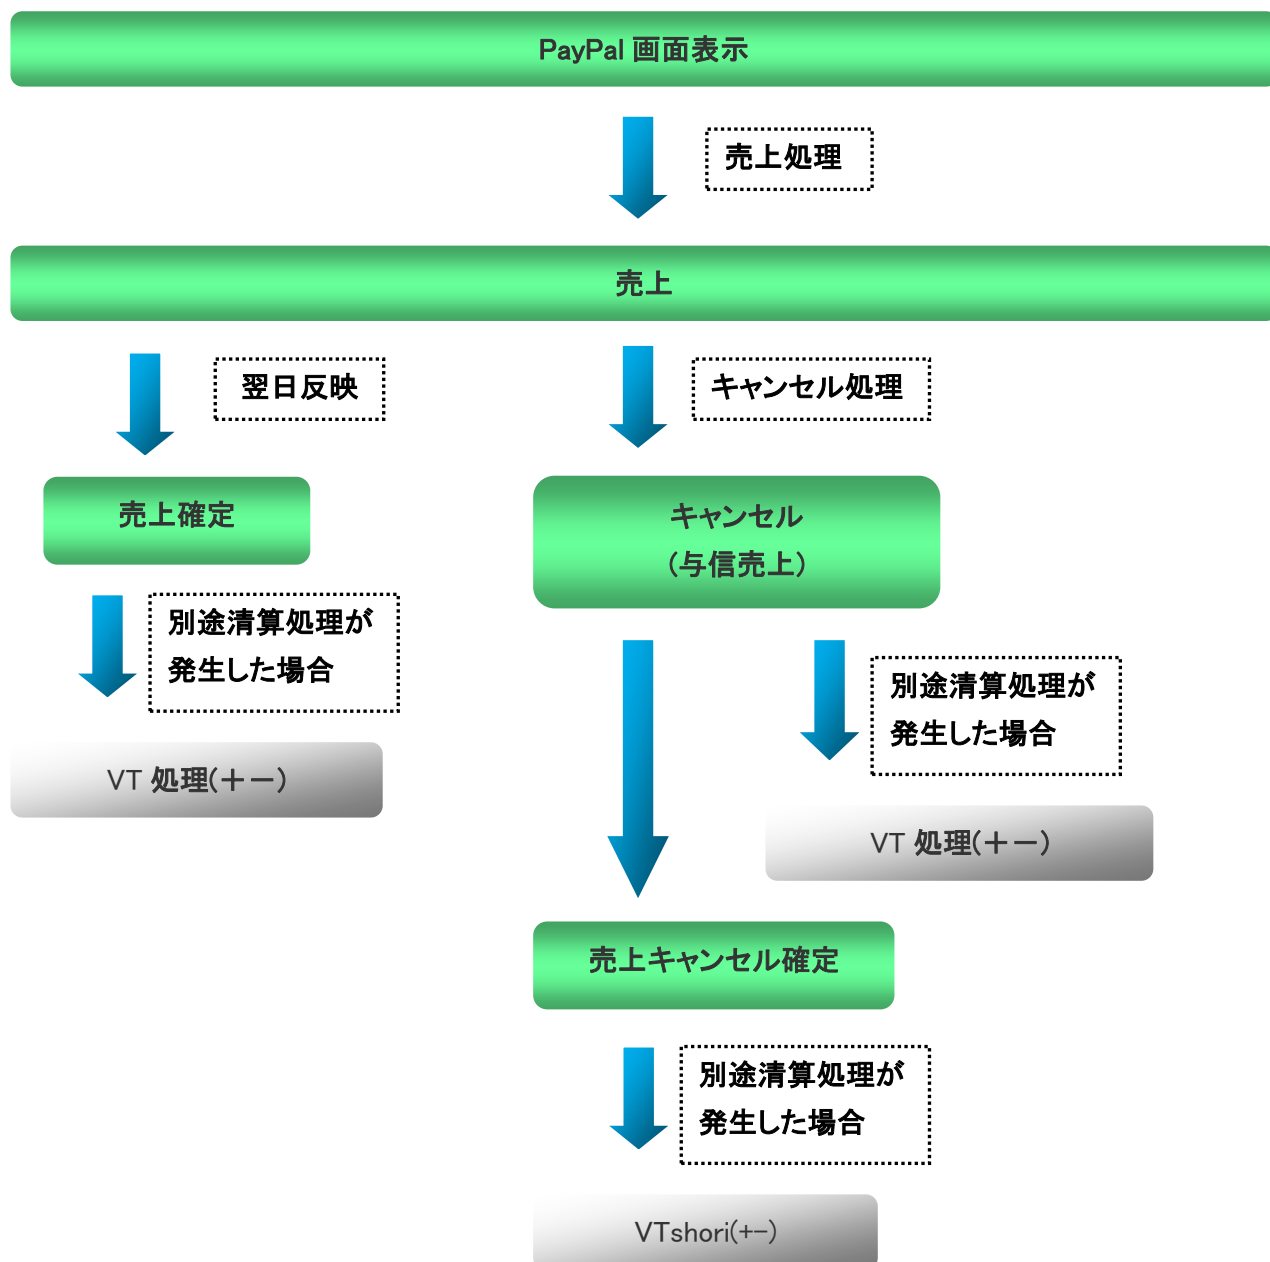 PayPal 画面表示
売上処理
売上
翌日反映
キャンセル処理
売上確定
キャンセル
(与信売上)
別途清算処理が
発生した場合
別途清算処理が
発生した場合
VT 処理(＋－)
VT 処理(＋－)
売上キャンセル確定
別途清算処理が
発生した場合
VTshori(+-)